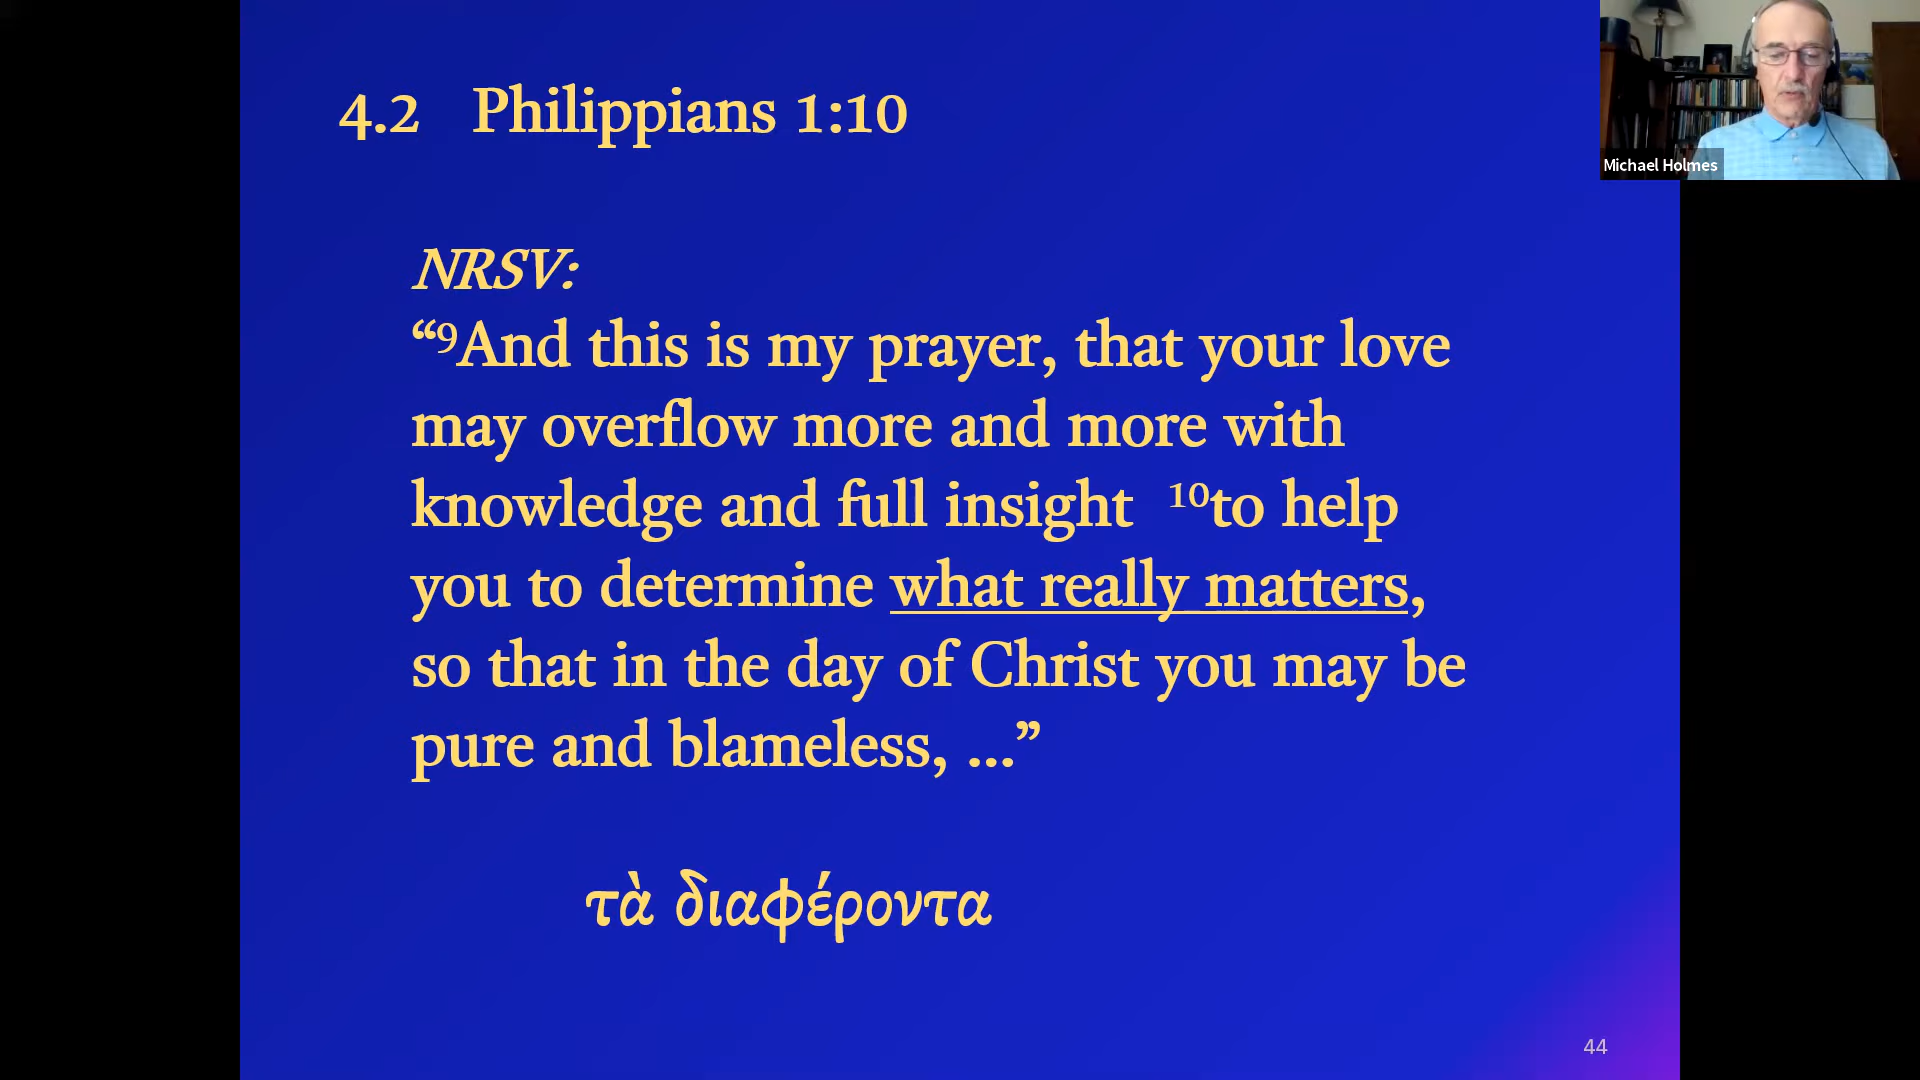 4.2 Philippians 1:10
NRSV:
“⁹And this is my prayer, that your love
may overflow more and more with
knowledge and full insight ¹⁰to help
you to determine what really matters,
so that in the day of Christ you may be
pure and blameless, ...”
τὰ διαφέροντα
44
Michael Holmes